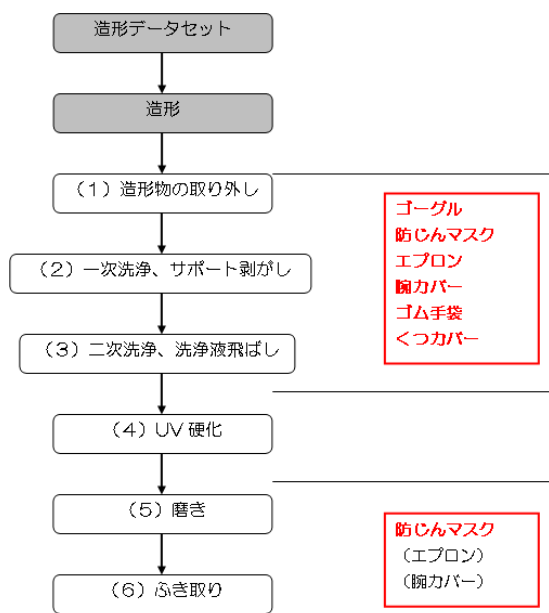 造形データセット
造形
(1) 造形物の取り外し
ゴーグル
防じんマスク
エプロン
腕カバー
ゴム手袋
くつカバー
(2) 一次洗浄、サポート剥がし
(3) 二次洗浄、洗浄液飛ばし
(4) UV 硬化
(5) 磨き
防じんマスク
(エプロン)
(腕カバー)
(6) ふき取り